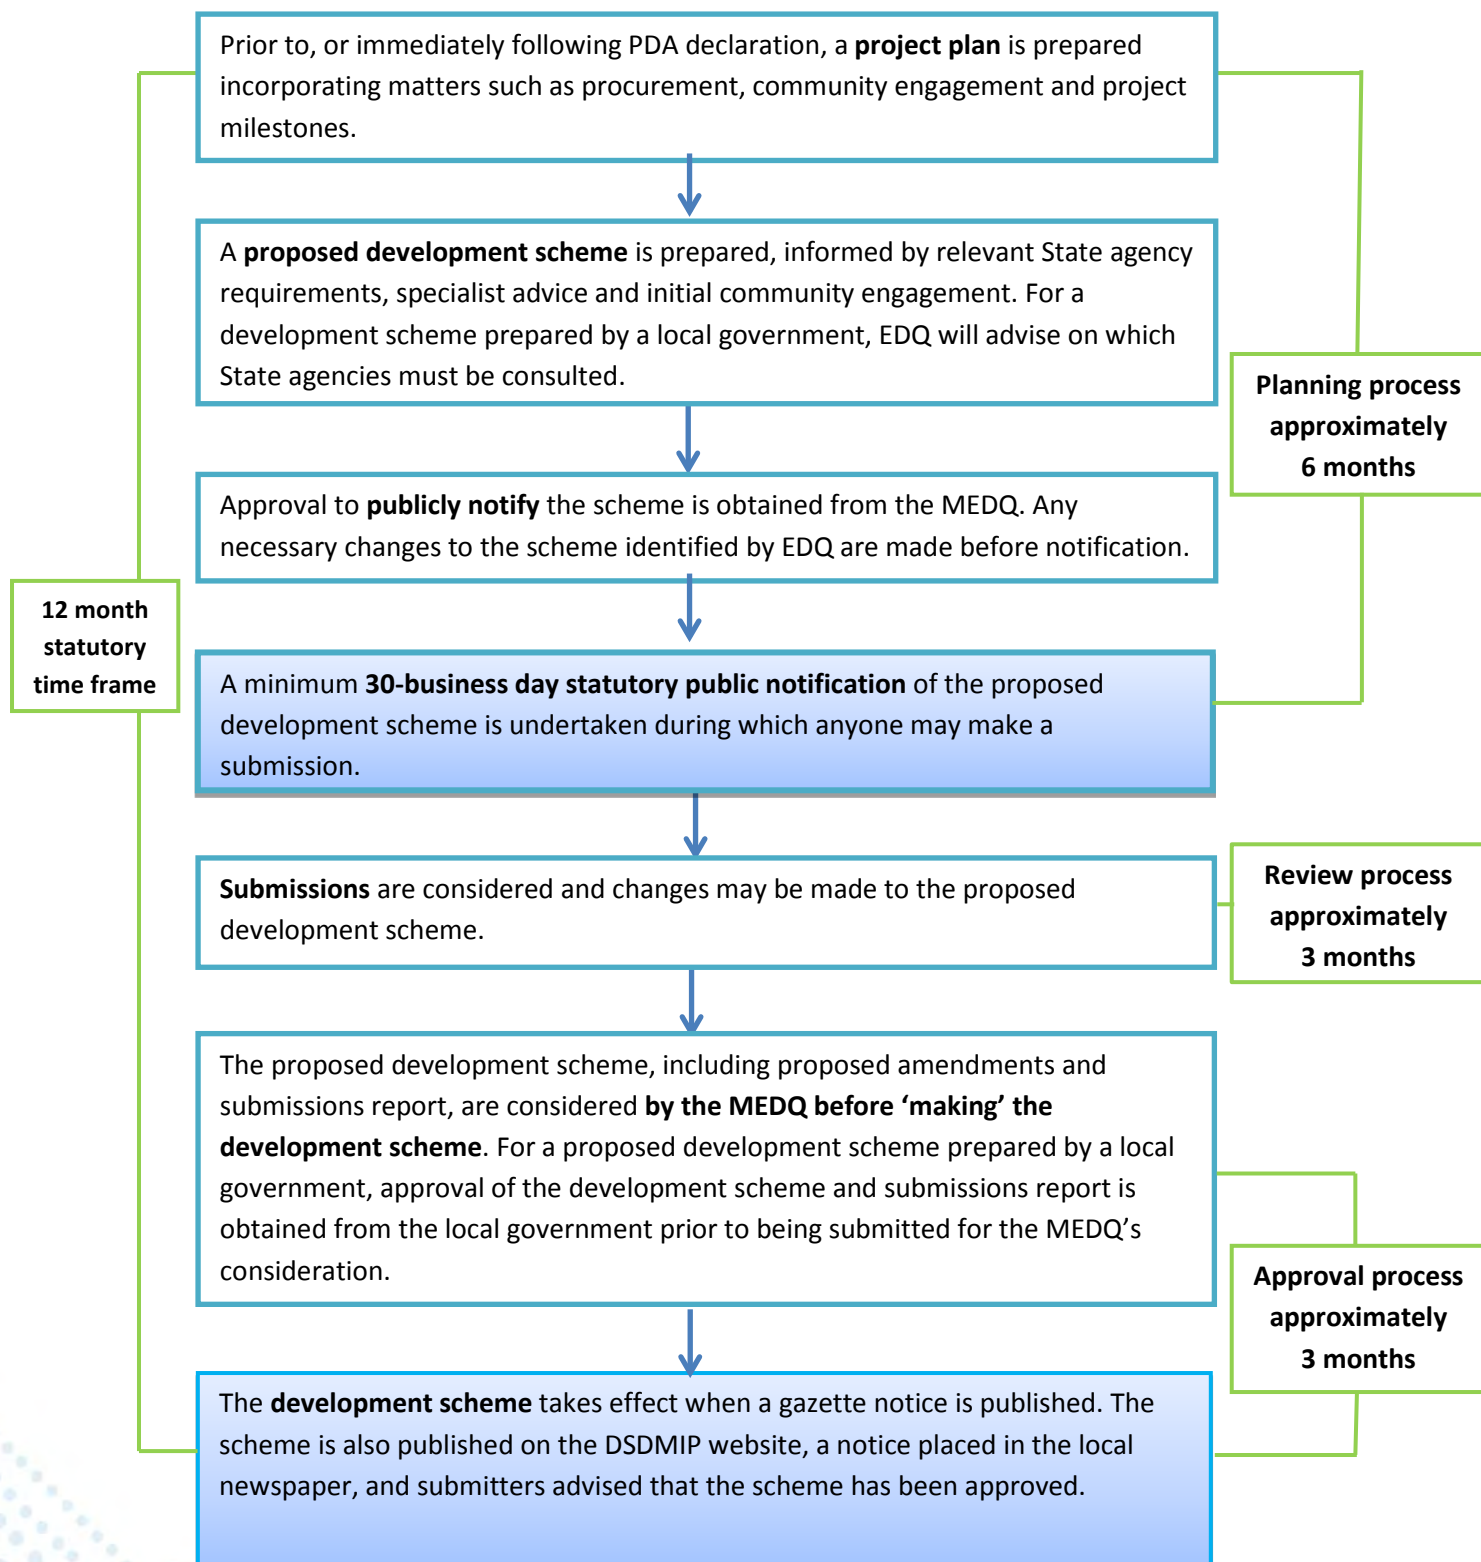 Prior to, or immediately following PDA declaration, a project plan is prepared
incorporating matters such as procurement, community engagement and project
milestones.
A proposed development scheme is prepared, informed by relevant State agency
requirements, specialist advice and initial community engagement. For a
development scheme prepared by a local government, EDQ will advise on which
State agencies must be consulted.
Planning process
approximately
6 months
Approval to publicly notify the scheme is obtained from the MEDQ. Any
necessary changes to the scheme identified by EDQ are made before notification.
12 month
statutory
time frame
A minimum 30-business day statutory public notification of the proposed
development scheme is undertaken during which anyone may make a
submission.
Submissions are considered and changes may be made to the proposed
development scheme.
Review process
approximately
3 months
The proposed development scheme, including proposed amendments and
submissions report, are considered by the MEDQ before ‘making’ the
development scheme. For a proposed development scheme prepared by a local
government, approval of the development scheme and submissions report is
obtained from the local government prior to being submitted for the MEDQ’s
consideration.
Approval process
approximately
3 months
The development scheme takes effect when a gazette notice is published. The
scheme is also published on the DSDMIP website, a notice placed in the local
newspaper, and submitters advised that the scheme has been approved.